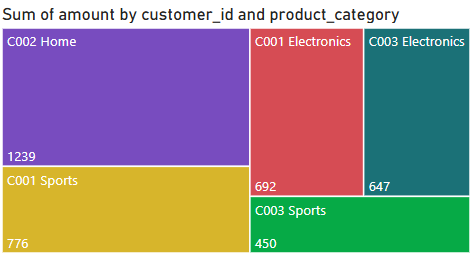 Sum of amount by customer_id and product_category
C002 Home
1239
C001 Sports
776
C001 Electronics
692
C003 Electronics
647
C003 Sports
450